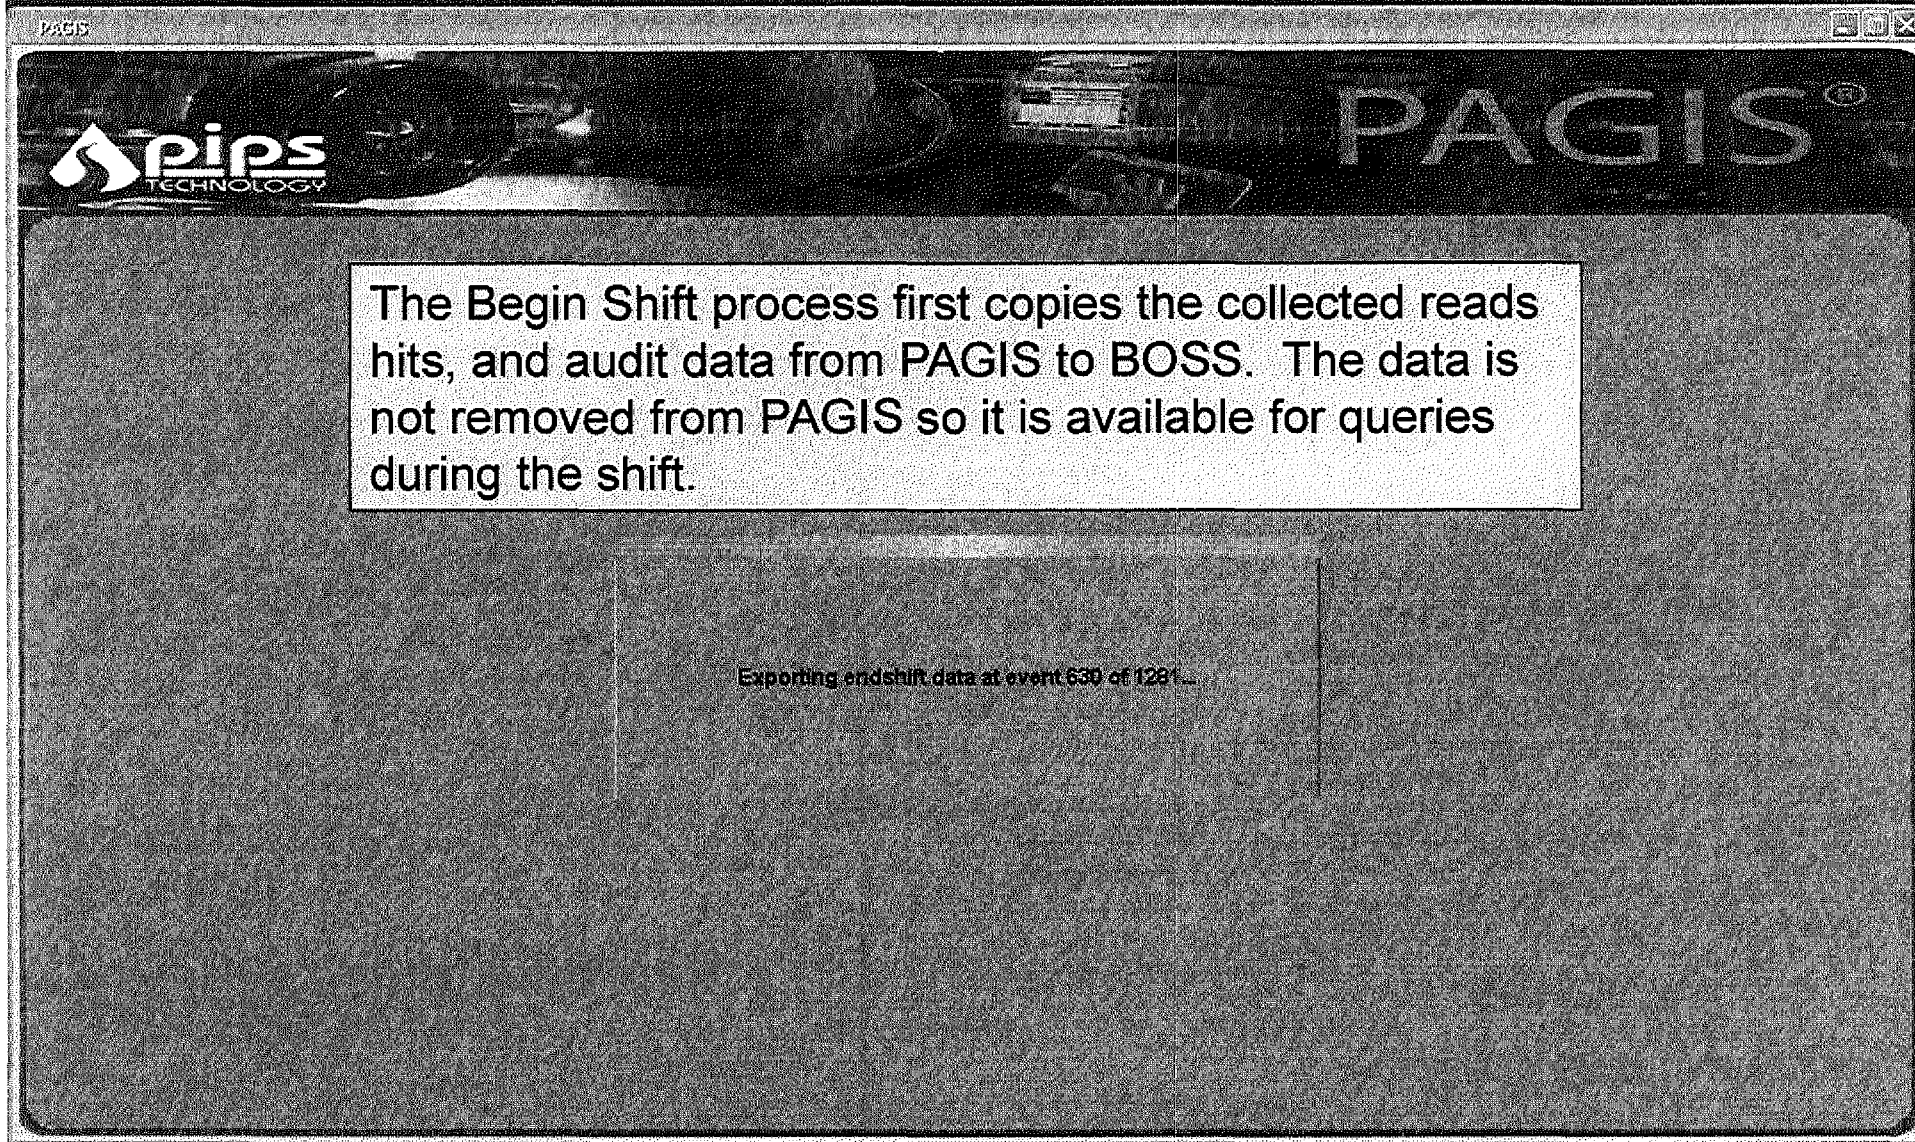 PAGIS
pips
TECHNOLOGY
PAGIS®
The Begin Shift process first copies the collected reads
hits, and audit data from PAGIS to BOSS. The data is
not removed from PAGIS so it is available for queries
during the shift.
Exporting endshift data at event 630 of 1281...